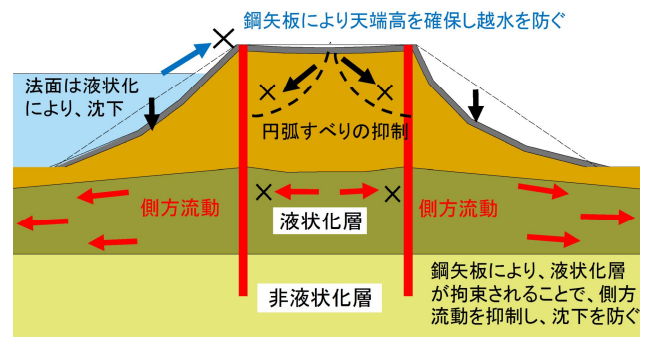 鋼矢板により天端高を確保し越水を防ぐ
法面は液状化
により、沈下
円弧すべりの抑制
側方流動
側方流動
液状化層
非液状化層
鋼矢板により、液状化層
が拘束されることで、側方
流動を抑制し、沈下を防ぐ